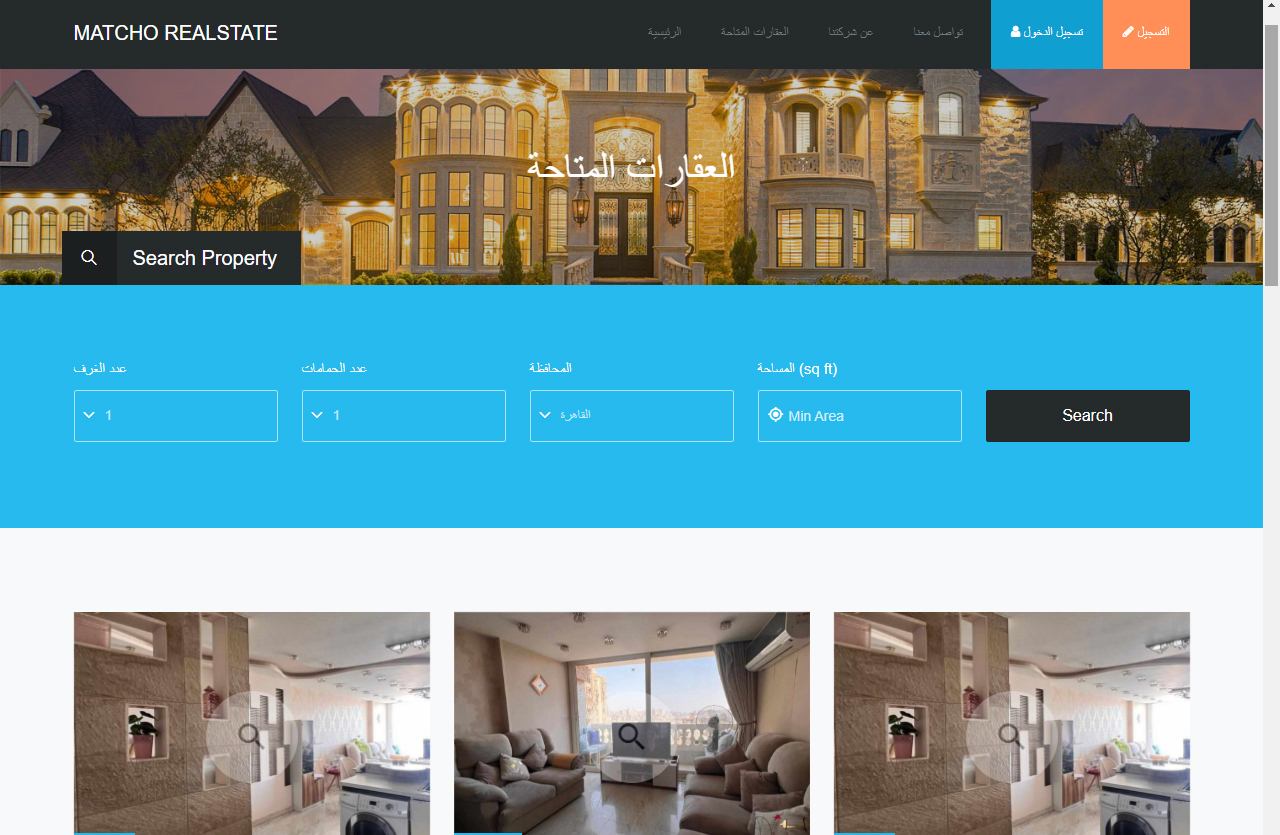 MATCHO REALSTATE
الرئيسية
العقارات المتاحة
عن شركتنا
تواصل معنا
تسجيل الدخول
التسجيل
العقارات المتاحة
Search Property
عدد الغرف
عدد الحمامات
المحافظة
المساحة (sq ft)
1
1
القاهرة
Min Area
Search